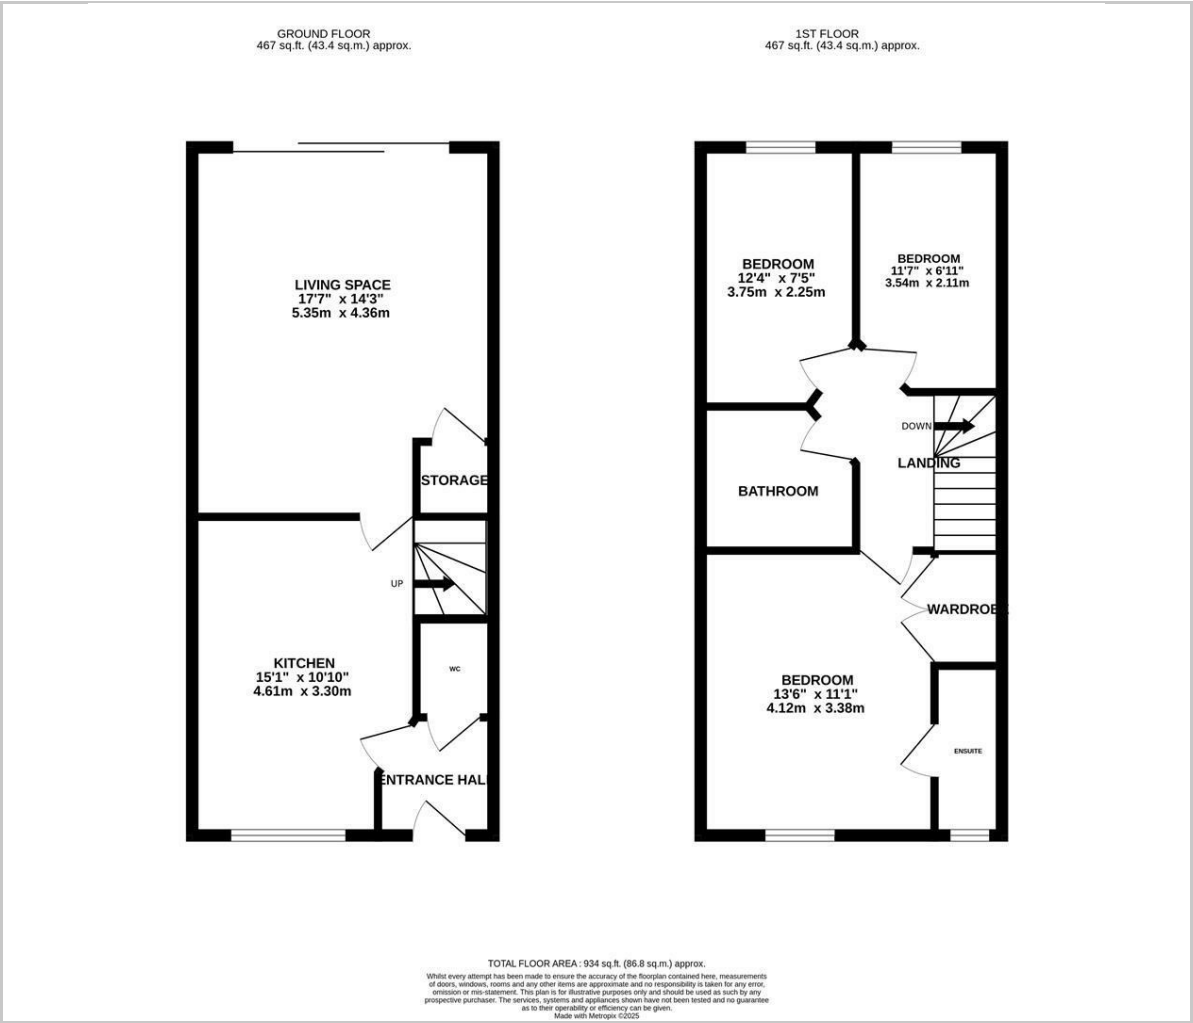 GROUND FLOOR
467 sq.ft. (43.4 sq.m.) approx.
1ST FLOOR
467 sq.ft. (43.4 sq.m.) approx.
LIVING SPACE
17'7" x 14'3"
5.35m x 4.36m
STORAGE
UP
KITCHEN
15'1" x 10'10"
4.61m x 3.30m
WC
ENTRANCE HALL
BEDROOM
12'4" x 7'5"
3.75m x 2.25m
BEDROOM
11'7" x 6'11"
3.54m x 2.11m
DOWN
LANDING
BATHROOM
WARDROBE
BEDROOM
13'6" x 11'1"
4.12m x 3.38m
ENSUITE
TOTAL FLOOR AREA : 934 sq.ft. (86.8 sq.m.) approx.
Whilst every attempt has been made to ensure the accuracy of the floorplan contained here, measurements
of doors, windows, rooms and any other items are approximate and no responsibility is taken for any error,
omission or mis-statement. This plan is for illustrative purposes only and should be used as such by any
prospective purchaser. The services, systems and appliances shown have not been tested and no guarantee
as to their operability or efficiency can be given.
Made with Metropix ©2025